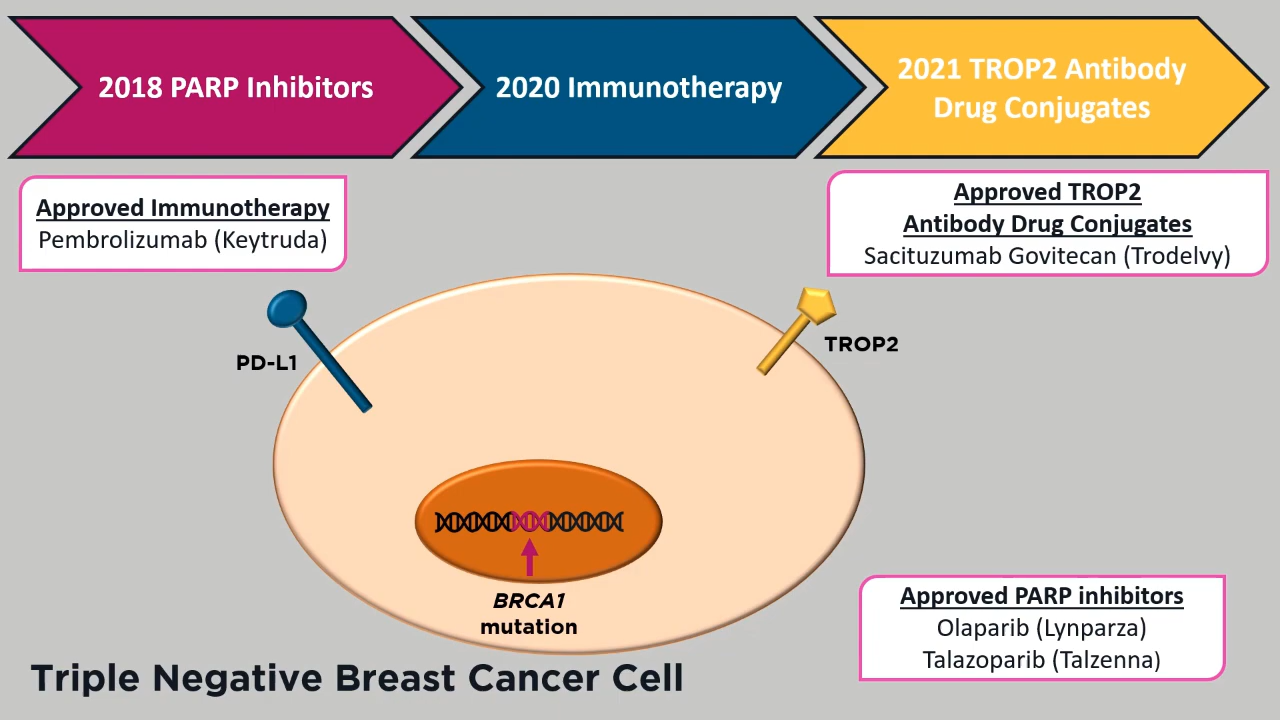 2018 PARP Inhibitors
2020 Immunotherapy
2021 TROP2 Antibody
Drug Conjugates
Approved Immunotherapy
Pembrolizumab (Keytruda)
Approved TROP2
Antibody Drug Conjugates
Sacituzumab Govitecan (Trodelvy)
PD-L1
TROP2
BRCA1
mutation
Approved PARP inhibitors
Olaparib (Lynparza)
Talazoparib (Talzenna)
Triple Negative Breast Cancer Cell